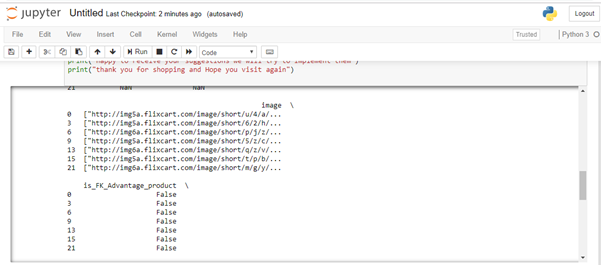 jupyter Untitled Last Checkpoint: 2 minutes ago (autosaved) Logout
File Edit View Insert Cell Kernel Widgets Help Trusted Python 3
Run Code
print("happy to receive your suggestions we will try to implement them")
print("thank you for shopping and Hope you visit again")
21 NaN NaN
image \
0 ["http://img5a.flixcart.com/image/short/u/4/a/...
3 ["http://img6a.flixcart.com/image/short/6/2/h/...
6 ["http://img6a.flixcart.com/image/short/p/j/z/...
9 ["http://img5a.flixcart.com/image/short/5/z/c/...
13 ["http://img6a.flixcart.com/image/short/q/z/v/...
15 ["http://img5a.flixcart.com/image/short/t/p/b/...
21 ["http://img6a.flixcart.com/image/short/m/g/y/...
is_FK_Advantage_product \
0 False
3 False
6 False
9 False
13 False
15 False
21 False